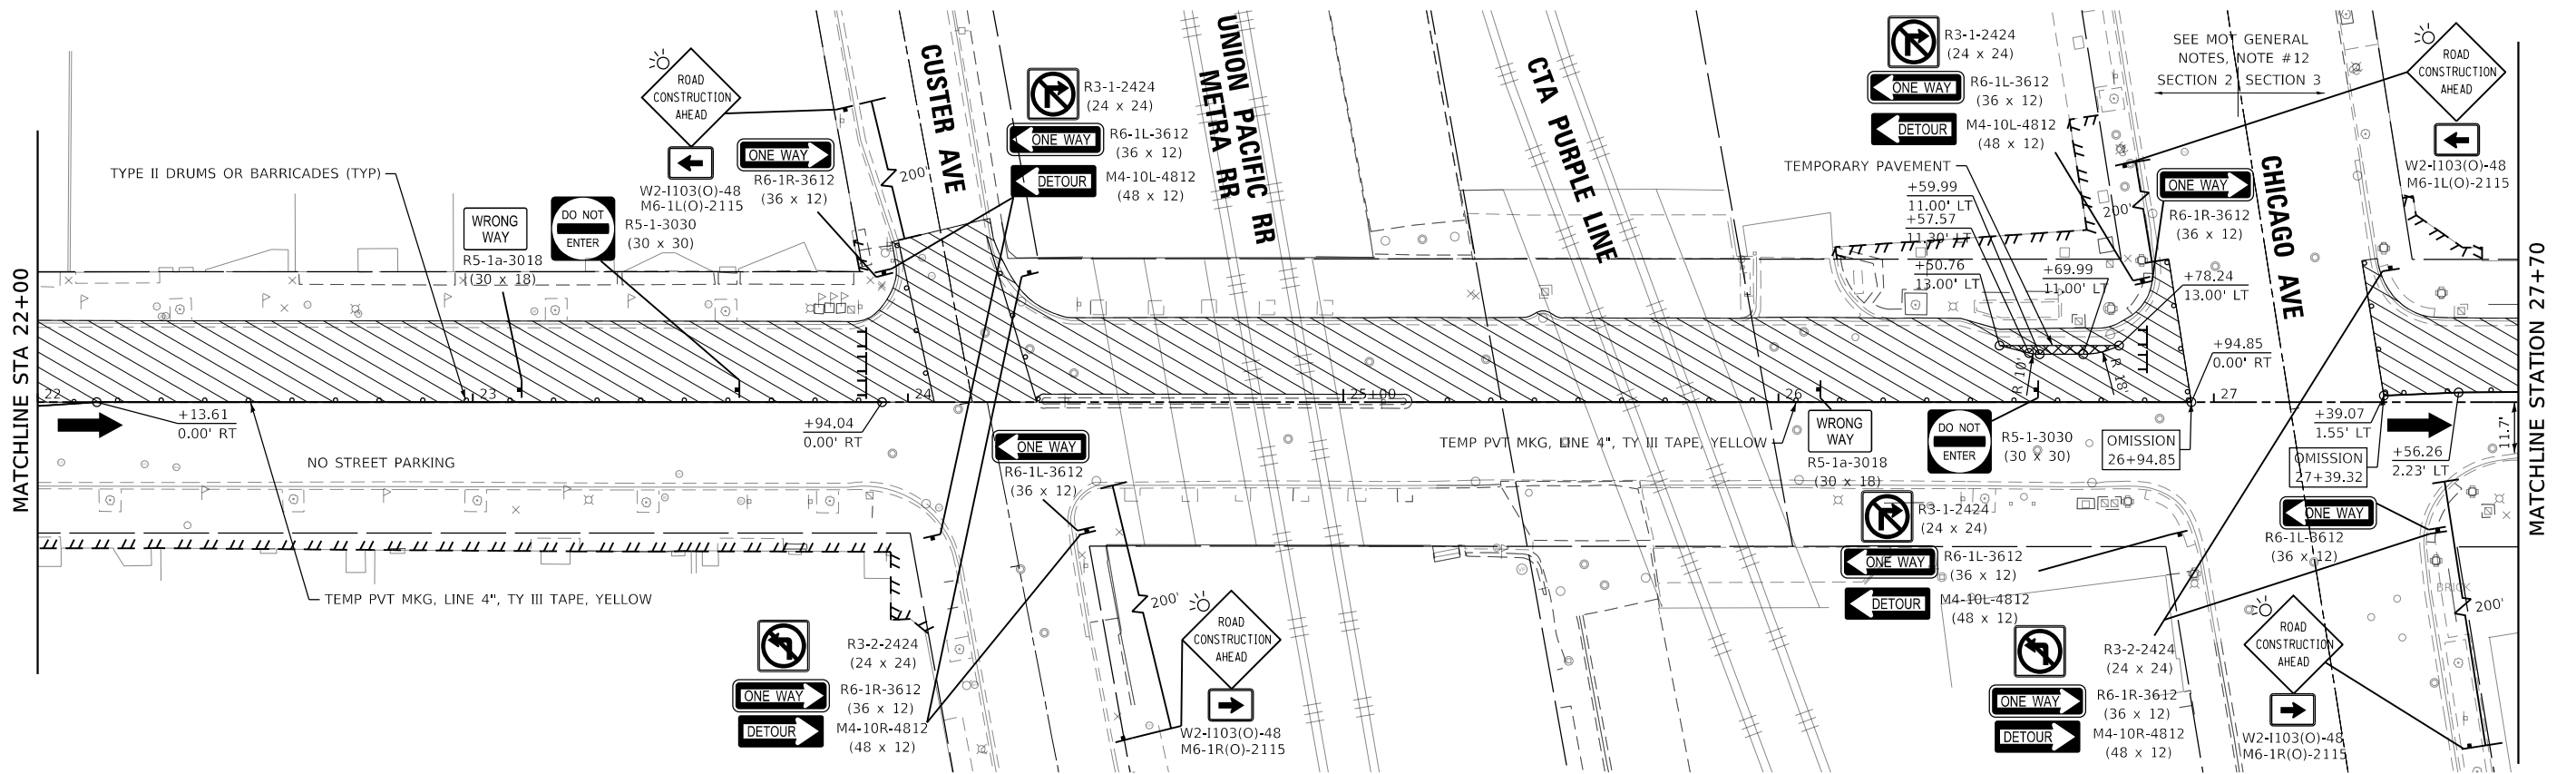 MATCHLINE STA 22+00
TYPE II DRUMS OR BARRICADES (TYP)
WRONG
WAY
R5-1a-3018
(30 x 18)
DO NOT
ENTER
R5-1-3030
(30 x 30)
ROAD
CONSTRUCTION
AHEAD
W2-I103(O)-48
M6-1L(O)-2115
ONE WAY
R6-1R-3612
(36 x 12)
200'
CUSTER AVE
R3-1-2424
(24 x 24)
ONE WAY
R6-1L-3612
(36 x 12)
DETOUR
M4-10L-4812
(48 x 12)
UNION PACIFIC RR
METRA RR
CTA PURPLE LINE
R3-1-2424
(24 x 24)
ONE WAY
R6-1L-3612
(36 x 12)
DETOUR
M4-10L-4812
(48 x 12)
TEMPORARY PAVEMENT
+59.99
11.00' LT
+57.57
11.30' LT
+50.76
13.00' LT
+69.99
11.00' LT
+78.24
13.00' LT
R 10'
R 18'
SEE MOT GENERAL
NOTES, NOTE #12
SECTION 2 SECTION 3
ROAD
CONSTRUCTION
AHEAD
W2-I103(O)-48
M6-1L(O)-2115
ONE WAY
R6-1R-3612
(36 x 12)
200'
CHICAGO AVE
+94.85
0.00' RT
22
23
24
25+00
26
27
+13.61
0.00' RT
+94.04
0.00' RT
NO STREET PARKING
TEMP PVT MKG, LINE 4", TY III TAPE, YELLOW
ONE WAY
R6-1L-3612
(36 x 12)
200'
ROAD
CONSTRUCTION
AHEAD
W2-I103(O)-48
M6-1R(O)-2115
R3-2-2424
(24 x 24)
ONE WAY
R6-1R-3612
(36 x 12)
DETOUR
M4-10R-4812
(48 x 12)
TEMP PVT MKG, LINE 4", TY III TAPE, YELLOW
WRONG
WAY
R5-1a-3018
(30 x 18)
DO NOT
ENTER
R5-1-3030
(30 x 30)
OMISSION
26+94.85
OMISSION
27+39.32
+39.07
1.55' LT
+56.26
2.23' LT
11.7'
R3-1-2424
(24 x 24)
ONE WAY
R6-1L-3612
(36 x 12)
DETOUR
M4-10L-4812
(48 x 12)
ONE WAY
R6-1L-3612
(36 x 12)
BRICK
200'
R3-2-2424
(24 x 24)
ONE WAY
R6-1R-3612
(36 x 12)
DETOUR
M4-10R-4812
(48 x 12)
ROAD
CONSTRUCTION
AHEAD
W2-I103(O)-48
M6-1R(O)-2115
MATCHLINE STATION 27+70